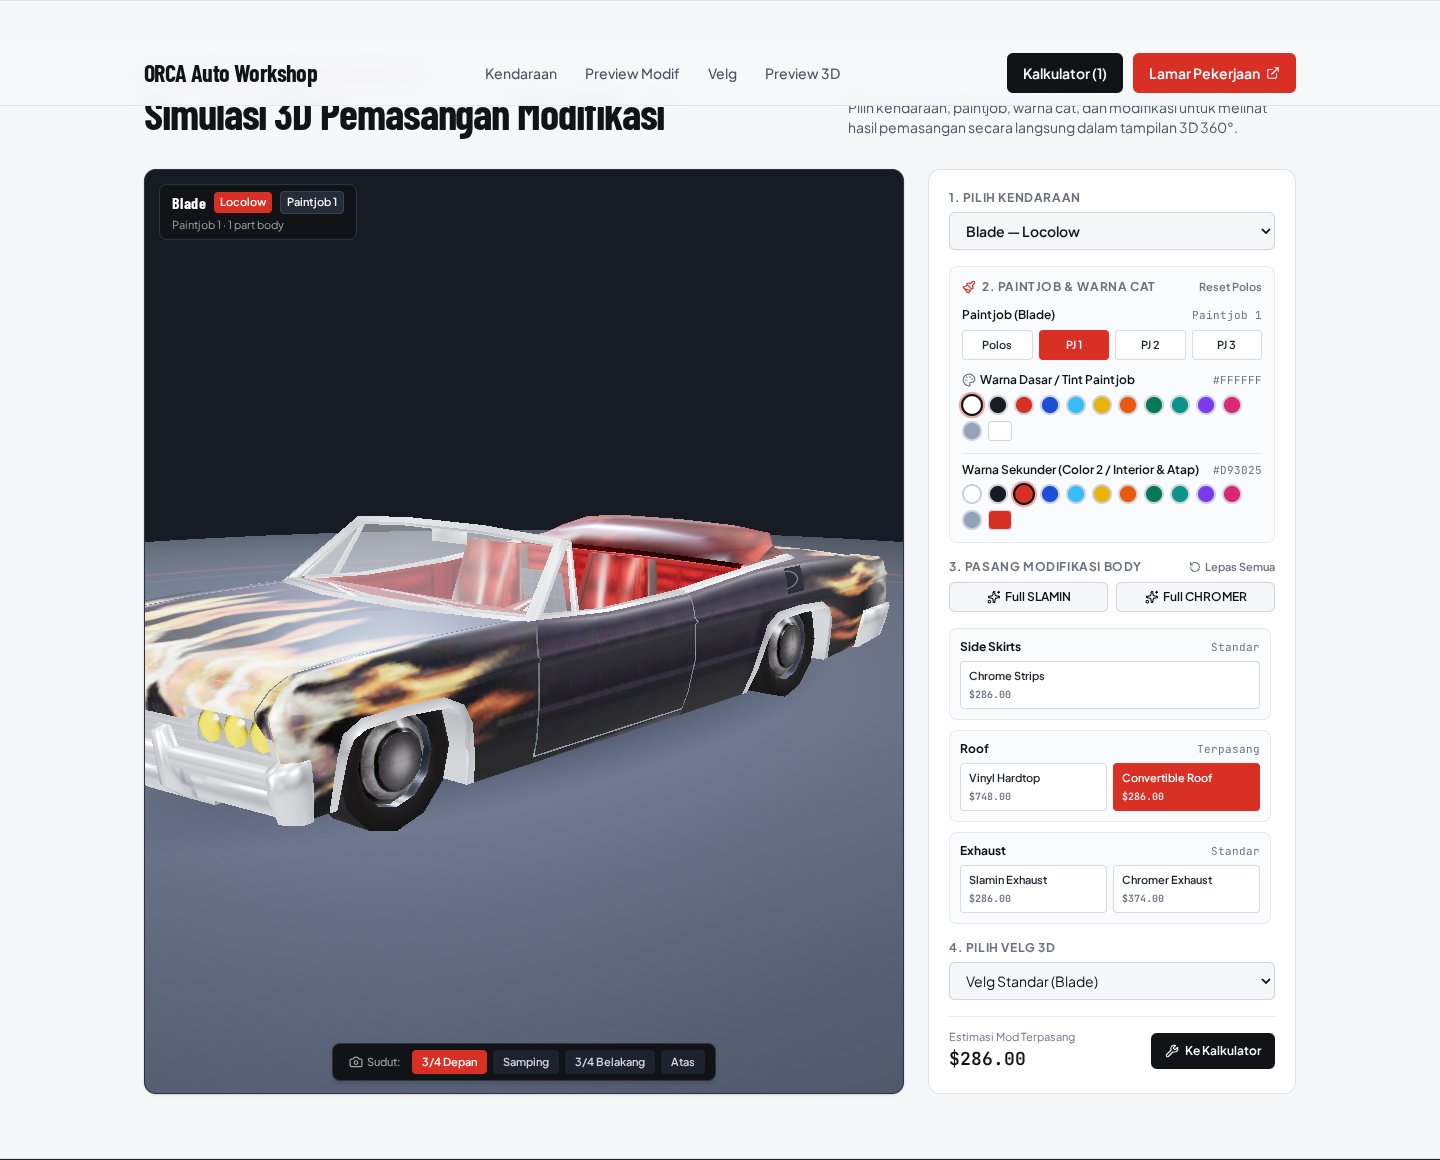 ORCA Auto Workshop
Kendaraan
Preview Modif
Velg
Preview 3D
Kalkulator (1)
Lamar Pekerjaan
Simulasi 3D Pemasangan Modifikasi
Pilih kendaraan, paintjob, warna cat, dan modifikasi untuk melihat
hasil pemasangan secara langsung dalam tampilan 3D 360°.
Blade Locolow Paintjob 1
Paintjob 1 · 1 part body
Sudut:
3/4 Depan
Samping
3/4 Belakang
Atas
1. PILIH KENDARAAN
Blade — Locolow
2. PAINTJOB & WARNA CAT
Reset Polos
Paintjob (Blade)
Paintjob 1
Polos
PJ 1
PJ 2
PJ 3
Warna Dasar / Tint Paintjob
#FFFFFF
Warna Sekunder (Color 2 / Interior & Atap)
#D93025
3. PASANG MODIFIKASI BODY
Lepas Semua
Full SLAMIN
Full CHROMER
Side Skirts
Standar
Chrome Strips
$286.00
Roof
Terpasang
Vinyl Hardtop
$748.00
Convertible Roof
$286.00
Exhaust
Standar
Slamin Exhaust
$286.00
Chromer Exhaust
$374.00
4. PILIH VELG 3D
Velg Standar (Blade)
Estimasi Mod Terpasang
$286.00
Ke Kalkulator